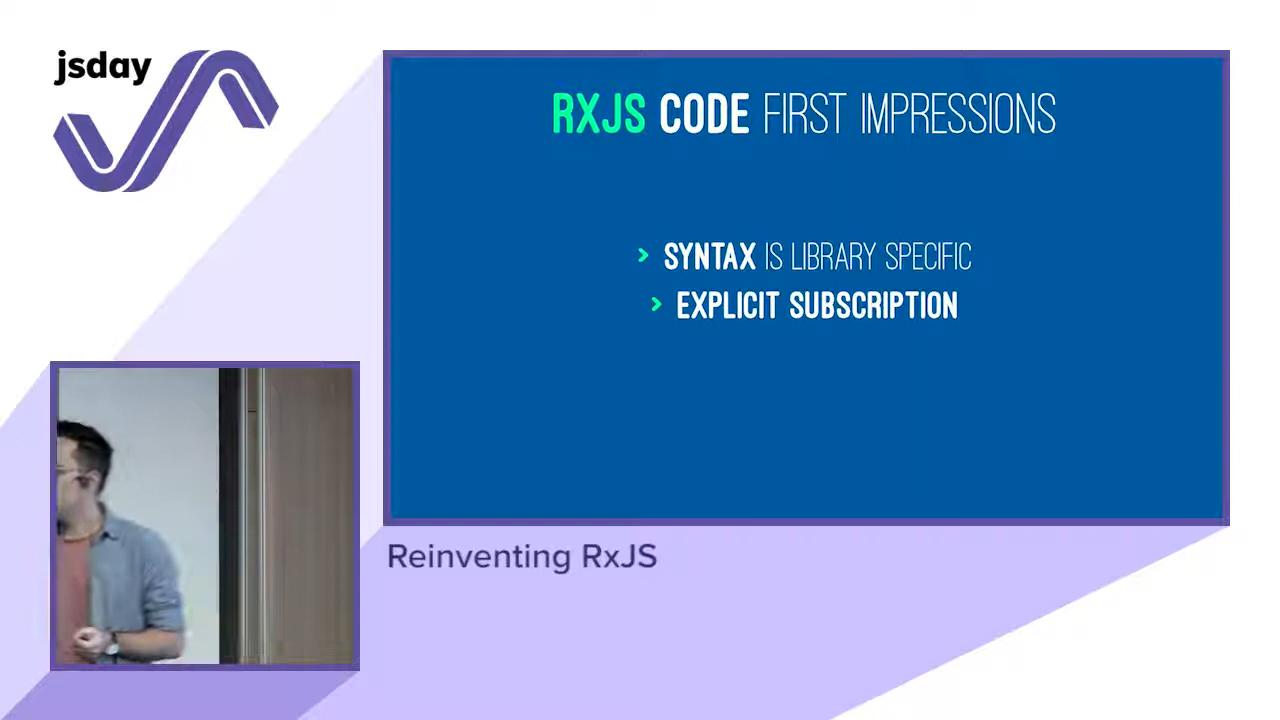 jsday
RXJS CODE FIRST IMPRESSIONS
> SYNTAX IS LIBRARY SPECIFIC
> EXPLICIT SUBSCRIPTION
Reinventing RxJS